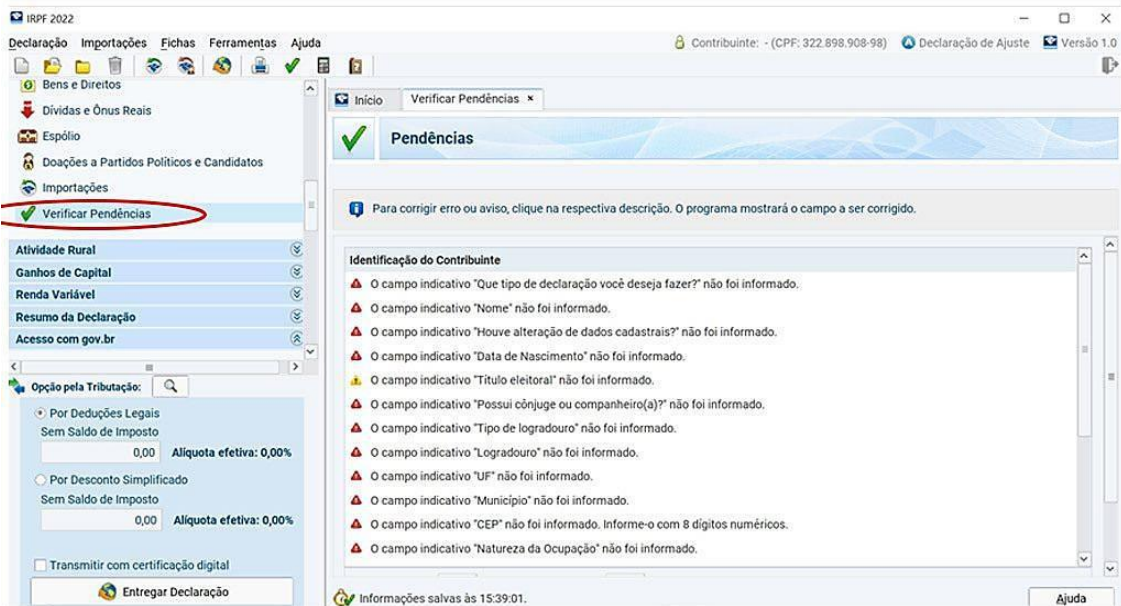 IRPF 2022
Declaração Importações Fichas Ferramentas Ajuda
Contribuinte: - (CPF: 322.898.908-98) Declaração de Ajuste Versão 1.0
Bens e Direitos
Dívidas e Ônus Reais
Espólio
Doações a Partidos Políticos e Candidatos
Importações
Verificar Pendências
Atividade Rural
Ganhos de Capital
Renda Variável
Resumo da Declaração
Acesso com gov.br
Opção pela Tributação:
Por Deduções Legais
Sem Saldo de Imposto
0,00 Alíquota efetiva: 0,00%
Por Desconto Simplificado
Sem Saldo de Imposto
0,00 Alíquota efetiva: 0,00%
Transmitir com certificação digital
Entregar Declaração
Início Verificar Pendências ×
Pendências
Para corrigir erro ou aviso, clique na respectiva descrição. O programa mostrará o campo a ser corrigido.
Identificação do Contribuinte
O campo indicativo "Que tipo de declaração você deseja fazer?" não foi informado.
O campo indicativo "Nome" não foi informado.
O campo indicativo "Houve alteração de dados cadastrais?" não foi informado.
O campo indicativo "Data de Nascimento" não foi informado.
O campo indicativo "Título eleitoral" não foi informado.
O campo indicativo "Possui cônjuge ou companheiro(a)?" não foi informado.
O campo indicativo "Tipo de logradouro" não foi informado.
O campo indicativo "Logradouro" não foi informado.
O campo indicativo "UF" não foi informado.
O campo indicativo "Município" não foi informado.
O campo indicativo "CEP" não foi informado. Informe-o com 8 dígitos numéricos.
O campo indicativo "Natureza da Ocupação" não foi informado.
Informações salvas às 15:39:01.
Ajuda